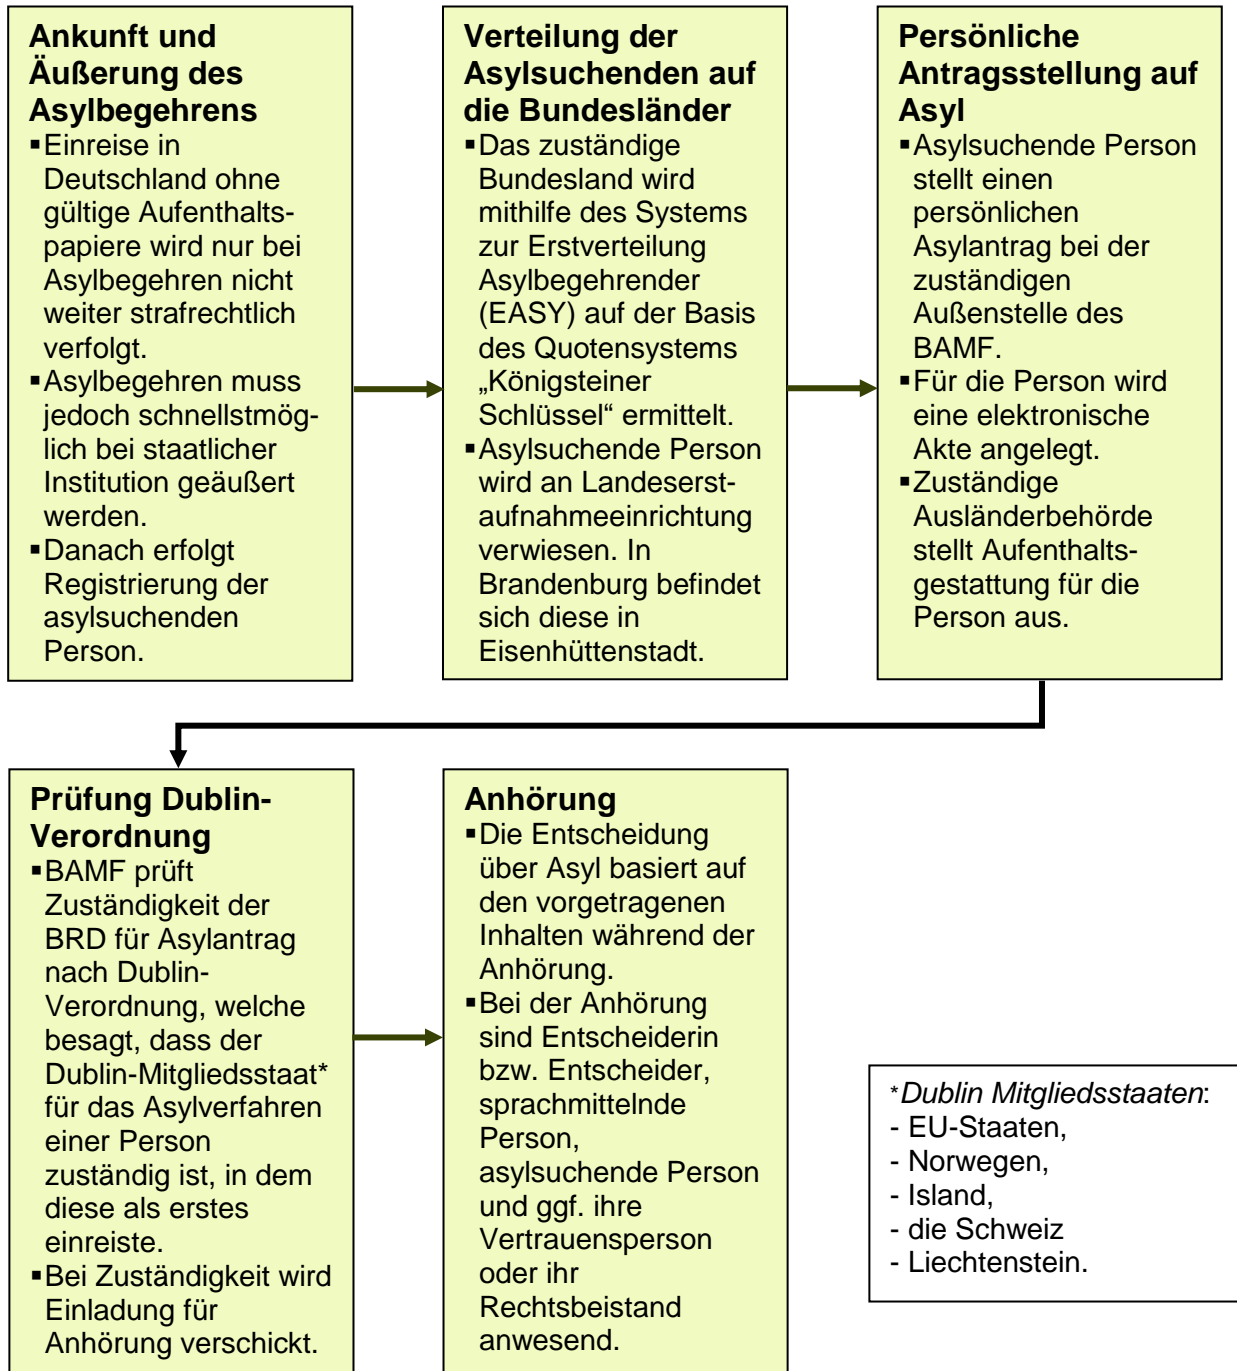 Ankunft und
Äußerung des
Asylbegehrens
▪Einreise in
Deutschland ohne
gültige Aufenthalts-
papiere wird nur bei
Asylbegehren nicht
weiter strafrechtlich
verfolgt.
▪Asylbegehren muss
jedoch schnellstmög-
lich bei staatlicher
Institution geäußert
werden.
▪Danach erfolgt
Registrierung der
asylsuchenden
Person.
Verteilung der
Asylsuchenden auf
die Bundesländer
▪Das zuständige
Bundesland wird
mithilfe des Systems
zur Erstverteilung
Asylbegehrender
(EASY) auf der Basis
des Quotensystems
„Königsteiner
Schlüssel“ ermittelt.
▪Asylsuchende Person
wird an Landeserst-
aufnahmeeinrichtung
verwiesen. In
Brandenburg befindet
sich diese in
Eisenhüttenstadt.
Persönliche
Antragsstellung auf
Asyl
▪Asylsuchende Person
stellt einen
persönlichen
Asylantrag bei der
zuständigen
Außenstelle des
BAMF.
▪Für die Person wird
eine elektronische
Akte angelegt.
▪Zuständige
Ausländerbehörde
stellt Aufenthalts-
gestattung für die
Person aus.
Prüfung Dublin-
Verordnung
▪BAMF prüft
Zuständigkeit der
BRD für Asylantrag
nach Dublin-
Verordnung, welche
besagt, dass der
Dublin-Mitgliedsstaat*
für das Asylverfahren
einer Person
zuständig ist, in dem
diese als erstes
einreiste.
▪Bei Zuständigkeit wird
Einladung für
Anhörung verschickt.
Anhörung
▪Die Entscheidung
über Asyl basiert auf
den vorgetragenen
Inhalten während der
Anhörung.
▪Bei der Anhörung
sind Entscheiderin
bzw. Entscheider,
sprachmittelnde
Person,
asylsuchende Person
und ggf. ihre
Vertrauensperson
oder ihr
Rechtsbeistand
anwesend.
*Dublin Mitgliedsstaaten:
- EU-Staaten,
- Norwegen,
- Island,
- die Schweiz
- Liechtenstein.